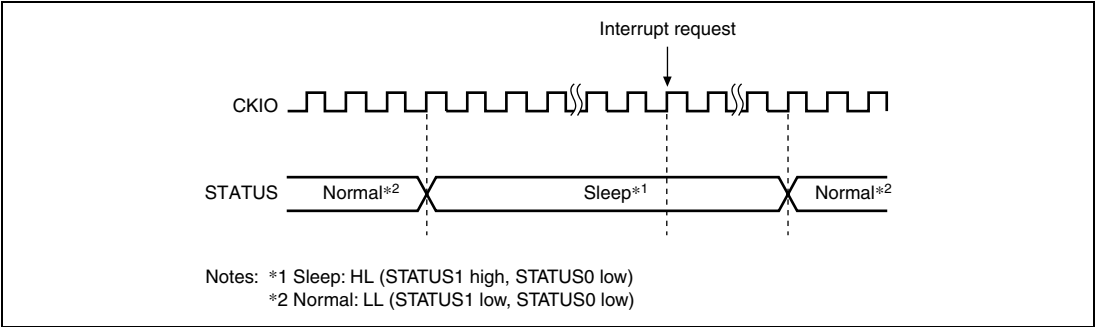 Interrupt request
CKIO
STATUS Normal*2 Sleep*1 Normal*2
Notes: *1 Sleep: HL (STATUS1 high, STATUS0 low)
*2 Normal: LL (STATUS1 low, STATUS0 low)